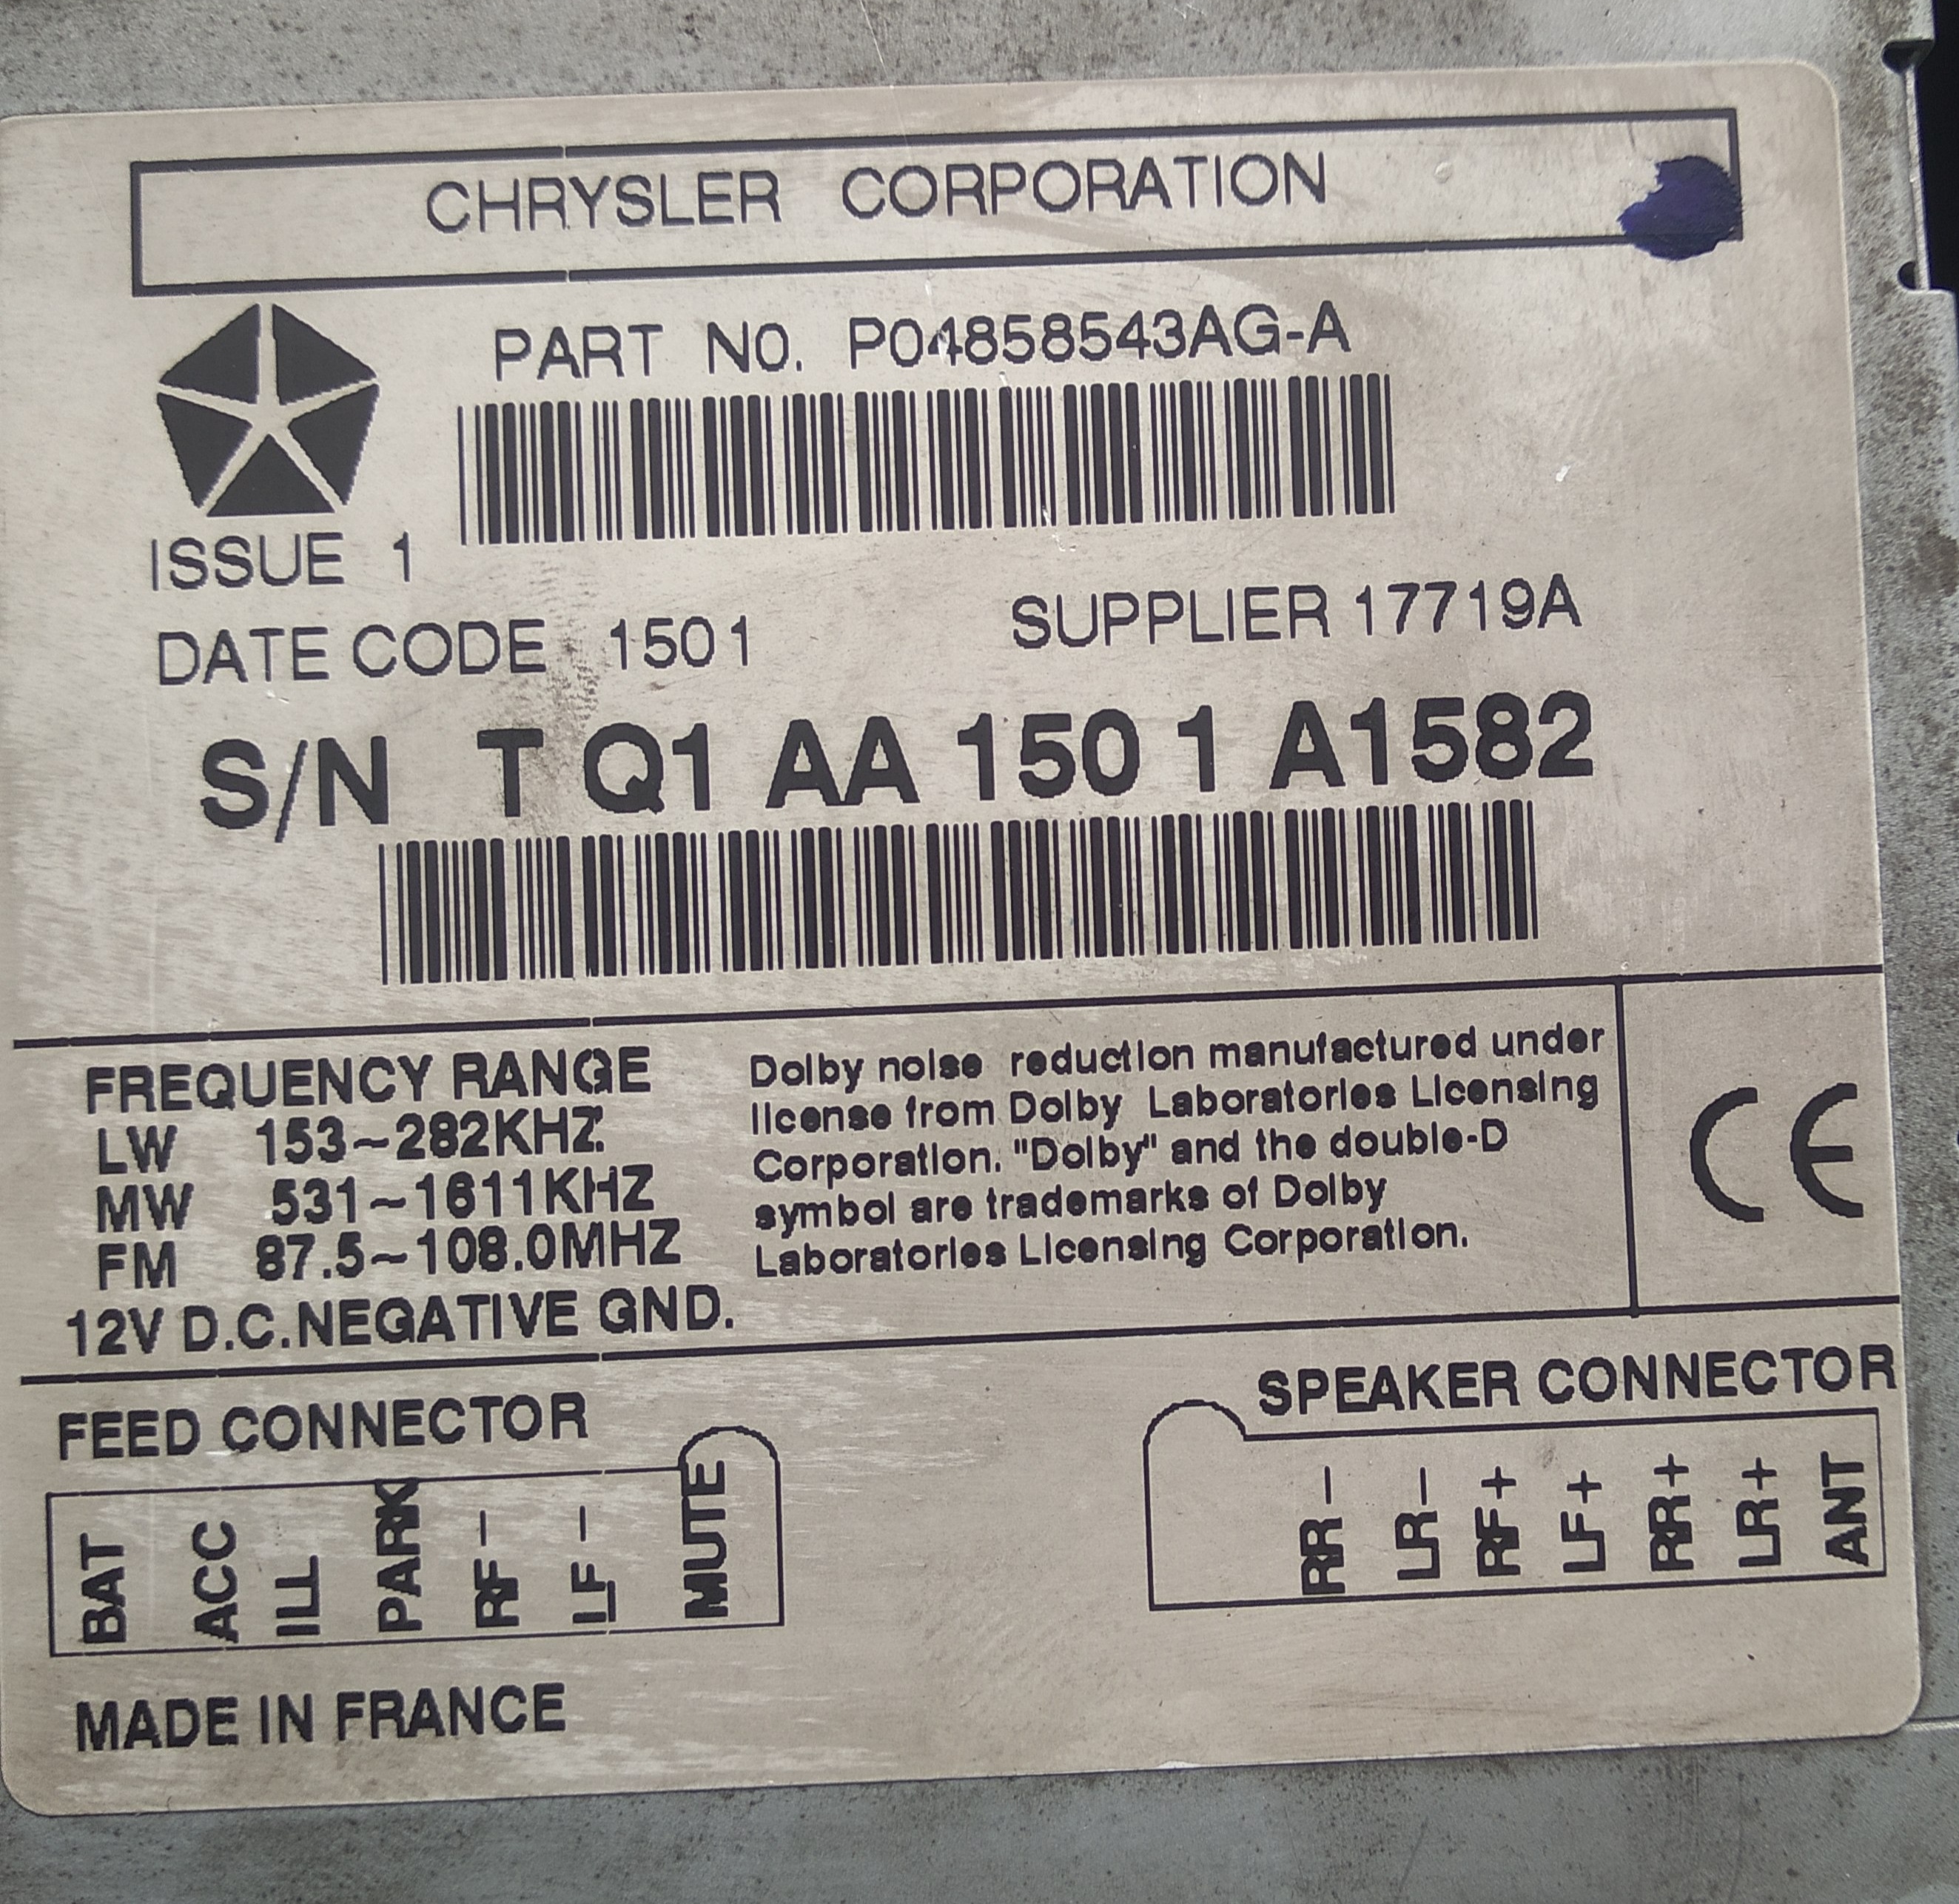 CHRYSLER CORPORATION
PART NO. P04858543AG-A
ISSUE 1
DATE CODE 1501
SUPPLIER 17719A
S/N T Q1 AA 150 1 A1582
FREQUENCY RANGE
LW 153~282KHZ
MW 531~1611KHZ
FM 87.5~108.0MHZ
12V D.C.NEGATIVE GND.
Dolby noise reduction manufactured under
license from Dolby Laboratories Licensing
Corporation. "Dolby" and the double-D
symbol are trademarks of Dolby
Laboratories Licensing Corporation.
CE
FEED CONNECTOR
BAT
ACC
ILL
PARK
RF-
LF-
MUTE
SPEAKER CONNECTOR
RR-
LR-
RF+
LF+
RR+
LR+
ANT
MADE IN FRANCE